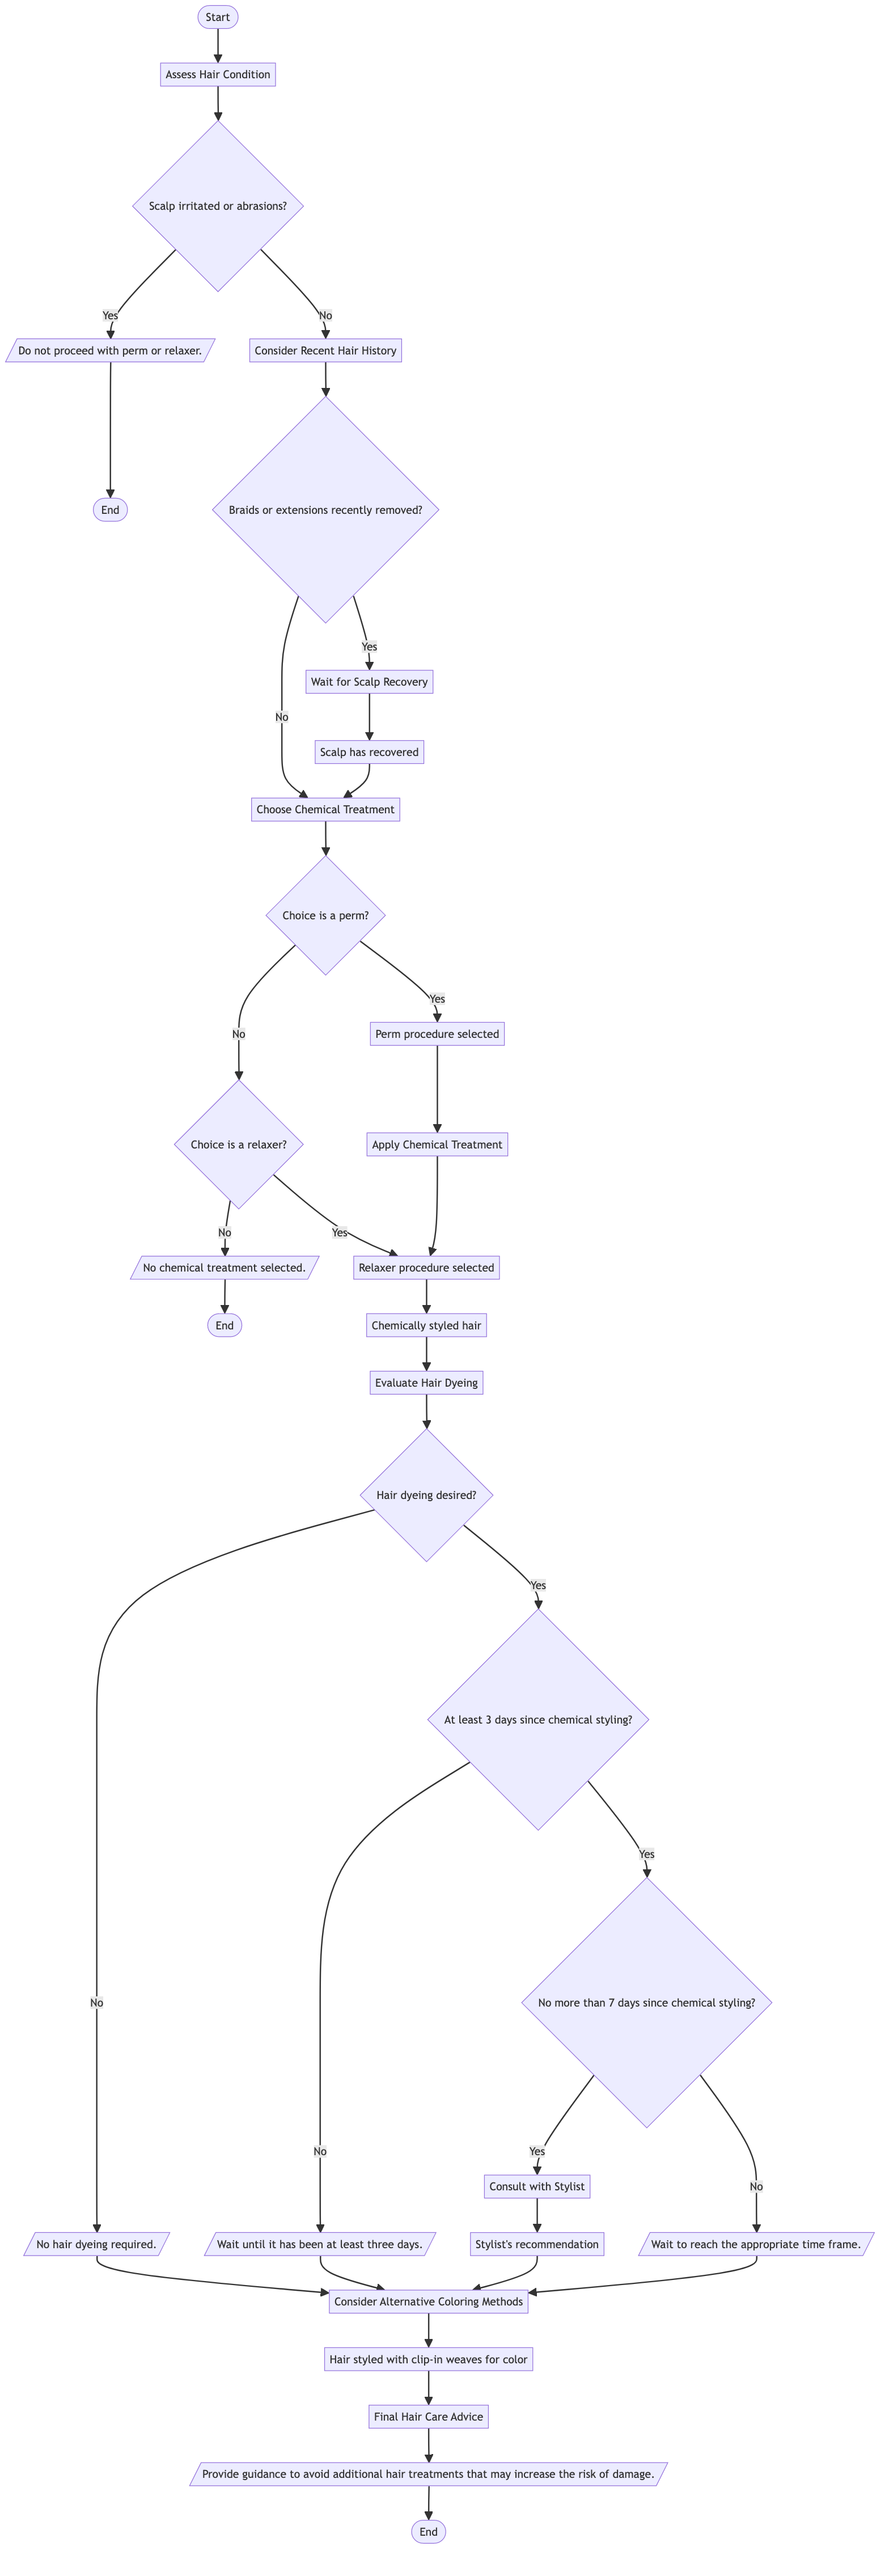 Start
Assess Hair Condition
Scalp irritated or abrasions?
Yes
No
Do not proceed with perm or relaxer.
Consider Recent Hair History
End
Braids or extensions recently removed?
Yes
Wait for Scalp Recovery
No
Scalp has recovered
Choose Chemical Treatment
Choice is a perm?
Yes
No
Perm procedure selected
Choice is a relaxer?
Apply Chemical Treatment
No
Yes
No chemical treatment selected.
Relaxer procedure selected
End
Chemically styled hair
Evaluate Hair Dyeing
Hair dyeing desired?
Yes
At least 3 days since chemical styling?
Yes
No
No more than 7 days since chemical styling?
No
Yes
No
Consult with Stylist
No hair dyeing required.
Wait until it has been at least three days.
Stylist's recommendation
Wait to reach the appropriate time frame.
Consider Alternative Coloring Methods
Hair styled with clip-in weaves for color
Final Hair Care Advice
Provide guidance to avoid additional hair treatments that may increase the risk of damage.
End